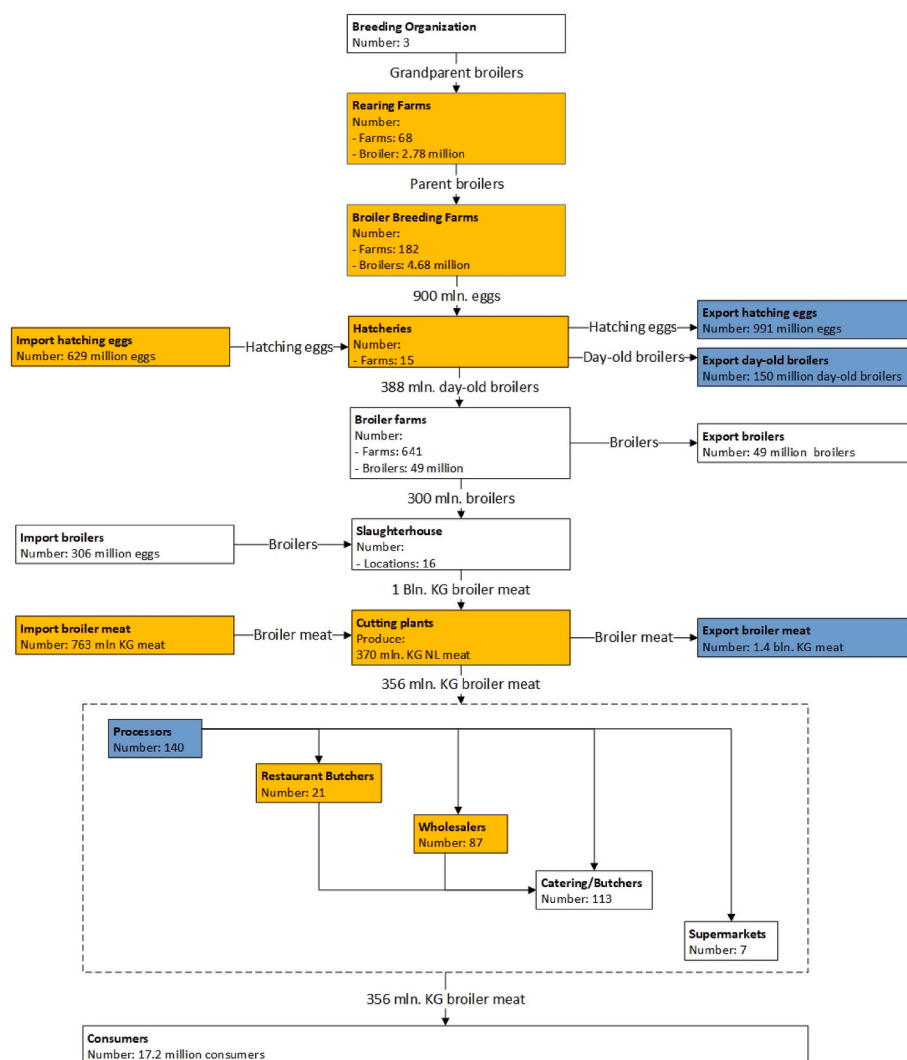 Breeding Organization
Number: 3
Grandparent broilers
Rearing Farms
Number:
- Farms: 68
- Broiler: 2.78 million
Parent broilers
Broiler Breeding Farms
Number:
- Farms: 182
- Broilers: 4.68 million
900 mln. eggs
Import hatching eggs
Number: 629 million eggs
Hatching eggs
Hatcheries
Number:
- Farms: 15
Hatching eggs
Export hatching eggs
Number: 991 million eggs
Day-old broilers
Export day-old broilers
Number: 150 million day-old broilers
388 mln. day-old broilers
Broiler farms
Number:
- Farms: 641
- Broilers: 49 million
Broilers
Export broilers
Number: 49 million broilers
300 mln. broilers
Import broilers
Number: 306 million eggs
Broilers
Slaughterhouse
Number:
- Locations: 16
1 Bln. KG broiler meat
Import broiler meat
Number: 763 mln KG meat
Broiler meat
Cutting plants
Produce:
370 mln. KG NL meat
Broiler meat
Export broiler meat
Number: 1.4 bln. KG meat
356 mln. KG broiler meat
Processors
Number: 140
Restaurant Butchers
Number: 21
Wholesalers
Number: 87
Catering/Butchers
Number: 113
Supermarkets
Number: 7
356 mln. KG broiler meat
Consumers
Number: 17.2 million consumers